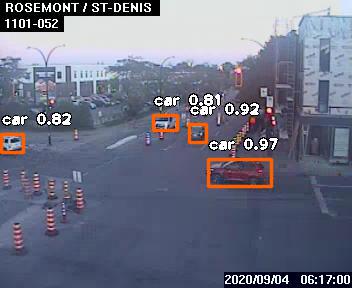 ROSEMONT / ST-DENIS
1101-052
car 0.81
car 0.92
car 0.82
car 0.97
2020/09/04 06:17:00